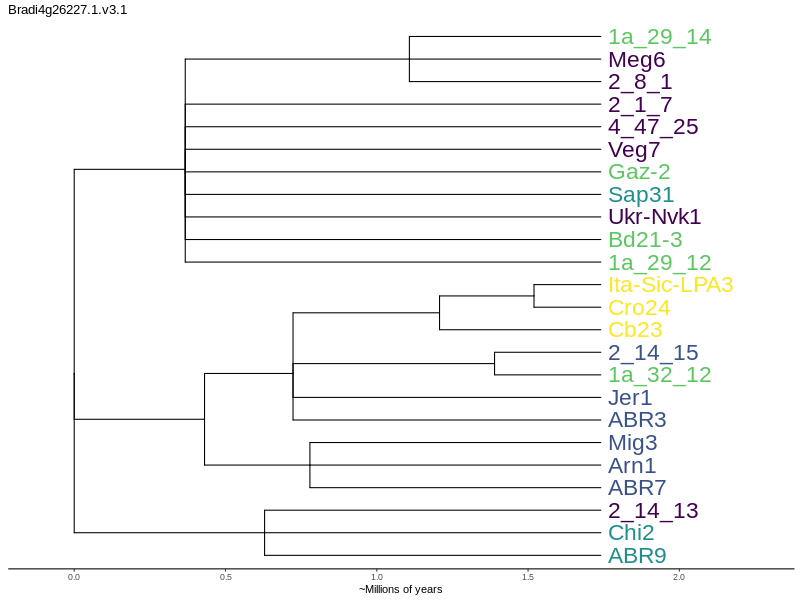 Bradi4g26227.1.v3.1
1a_29_14
Meg6
2_8_1
2_1_7
4_47_25
Veg7
Gaz-2
Sap31
Ukr-Nvk1
Bd21-3
1a_29_12
Ita-Sic-LPA3
Cro24
Cb23
2_14_15
1a_32_12
Jer1
ABR3
Mig3
Arn1
ABR7
2_14_13
Chi2
ABR9
0.0 0.5 1.0 1.5 2.0
~Millions of years